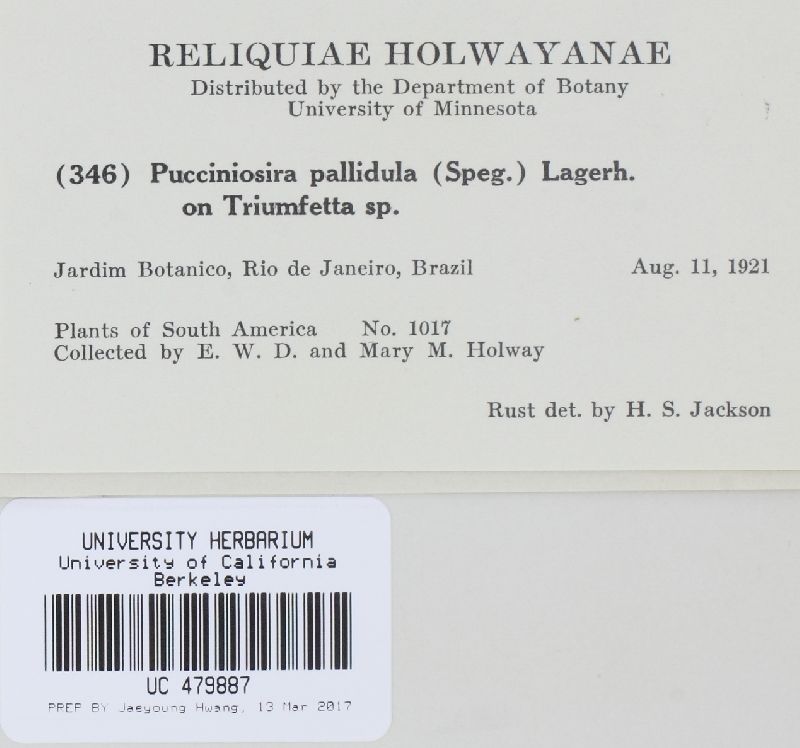 RELIQUIAE HOLWAYANAE
Distributed by the Department of Botany
University of Minnesota
(346) Pucciniosira pallidula (Speg.) Lagerh.
on Triumfetta sp.
Jardim Botanico, Rio de Janeiro, Brazil Aug. 11, 1921
Plants of South America No. 1017
Collected by E. W. D. and Mary M. Holway
Rust det. by H. S. Jackson
UNIVERSITY HERBARIUM
University of California
Berkeley
UC 479887
PREP BY Jaeyoung Hwang, 13 Mar 2017